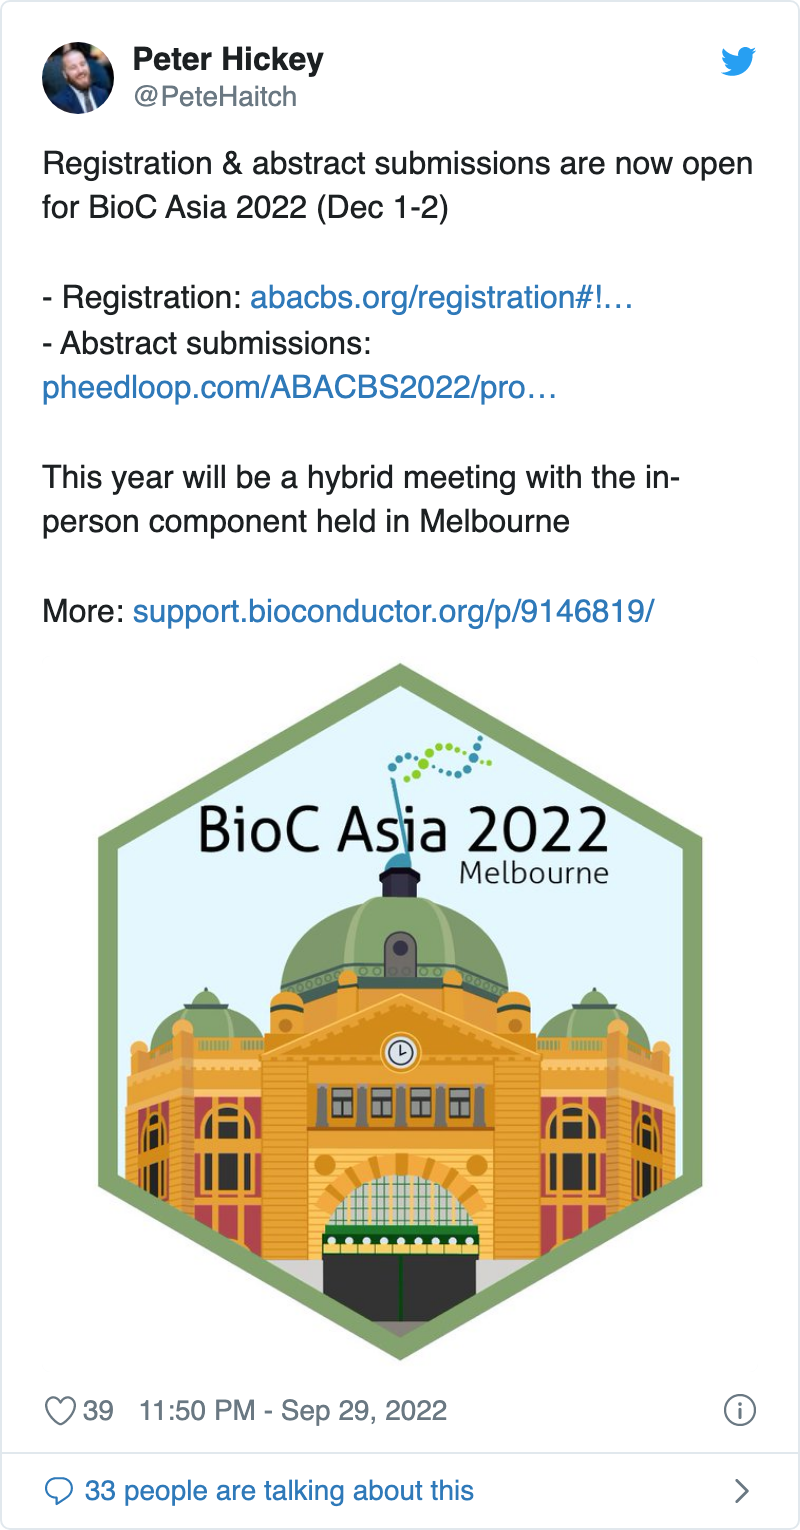 Peter Hickey
@PeteHaitch
Registration & abstract submissions are now open
for BioC Asia 2022 (Dec 1-2)
- Registration: abacbs.org/registration#!…
- Abstract submissions:
pheedloop.com/ABACBS2022/pro…
This year will be a hybrid meeting with the in-
person component held in Melbourne
More: support.bioconductor.org/p/9146819/
BioC Asia 2022
Melbourne
39 11:50 PM - Sep 29, 2022
33 people are talking about this